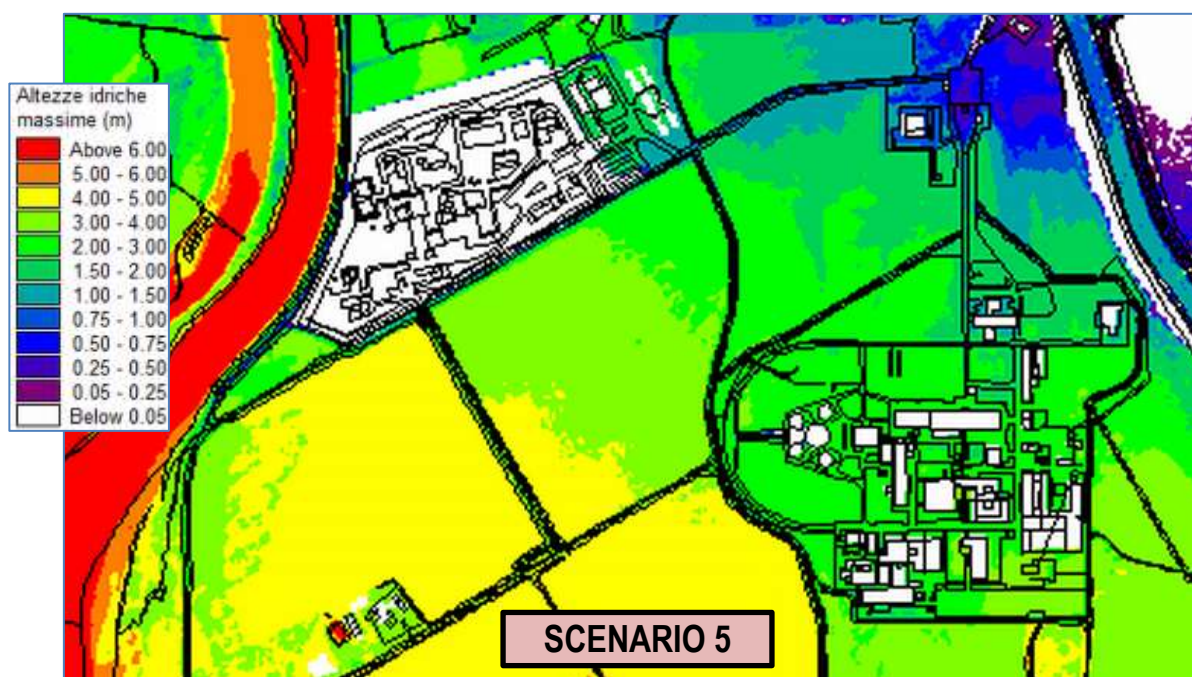 Altezze idriche
massime (m)
Above 6.00
5.00 - 6.00
4.00 - 5.00
3.00 - 4.00
2.00 - 3.00
1.50 - 2.00
1.00 - 1.50
0.75 - 1.00
0.50 - 0.75
0.25 - 0.50
0.05 - 0.25
Below 0.05
SCENARIO 5